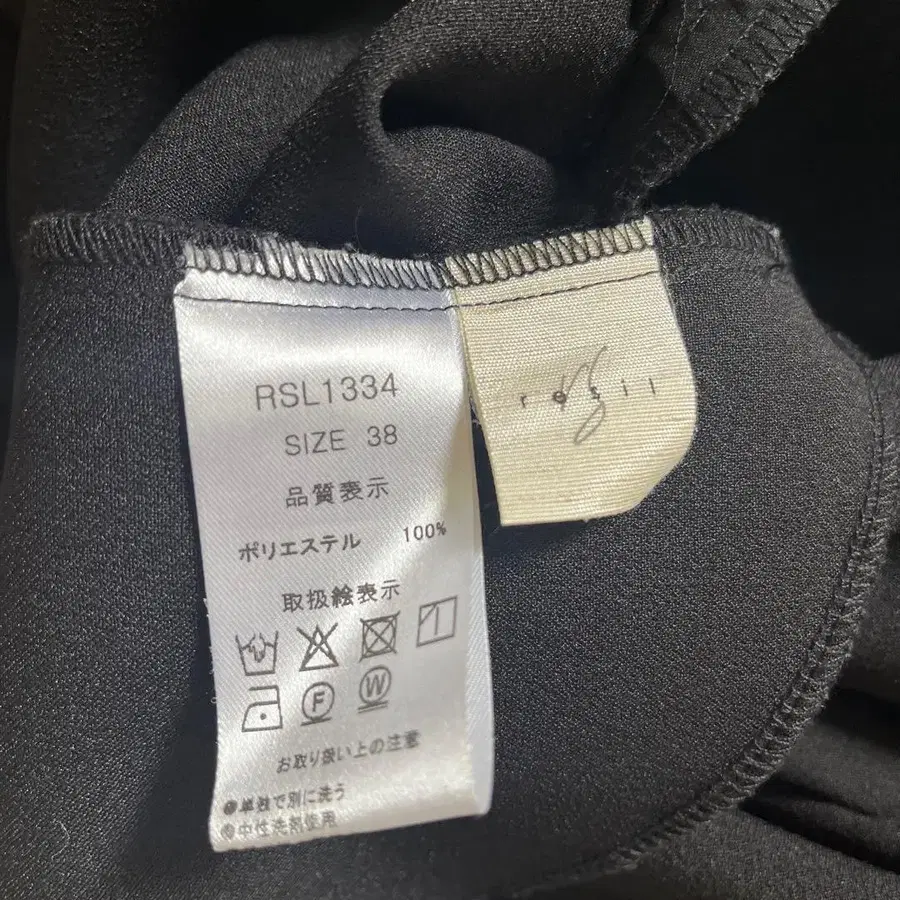 RSL1334
SIZE 38
品質表示
ポリエステル 100%
取扱絵表示
F W
お取り扱い上の注意
●単独で別に洗う
●中性洗剤使用
rosil